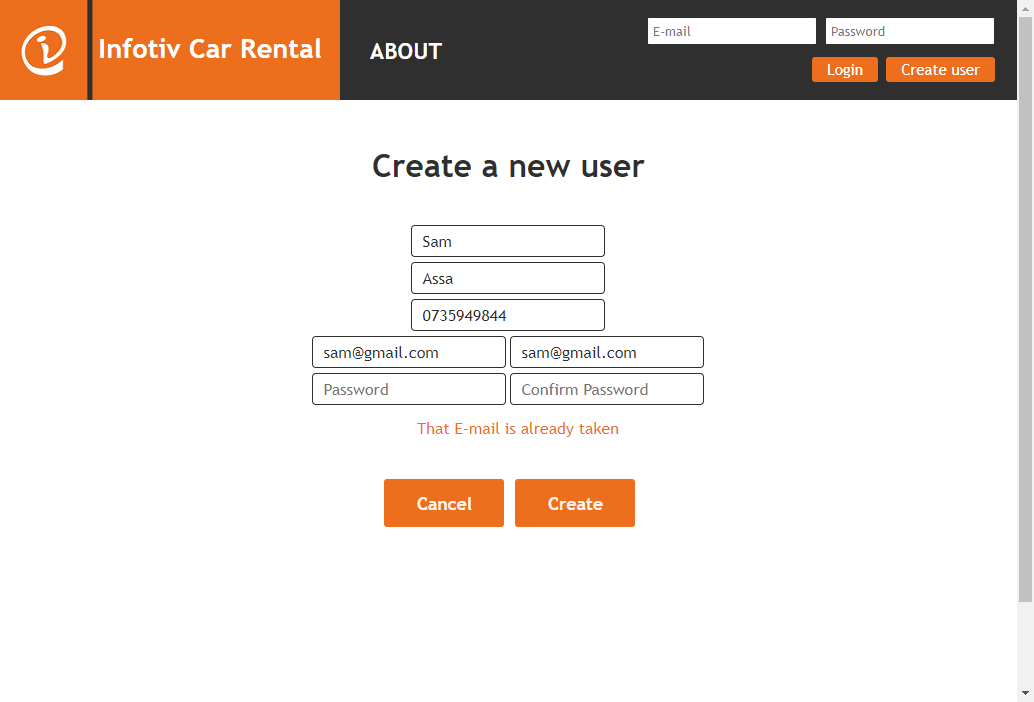 Infotiv Car Rental
ABOUT
E-mail Password
Login Create user
Create a new user
Sam
Assa
0735949844
sam@gmail.com sam@gmail.com
Password Confirm Password
That E-mail is already taken
Cancel Create